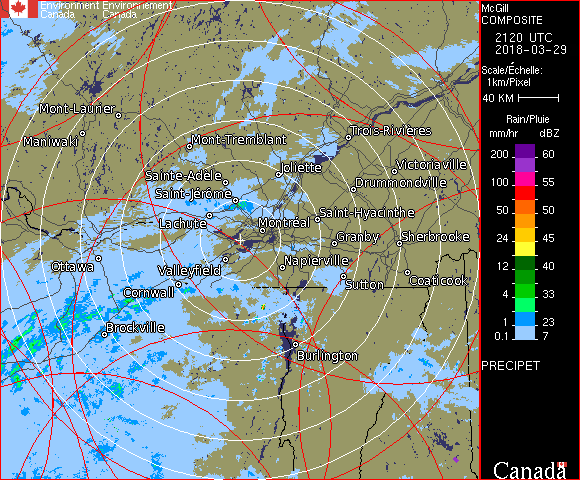 Environment Environnement
Canada Canada
McGill
COMPOSITE
2120 UTC
2018-03-29
Scale/Échelle:
1km/Pixel
40 KM
Rain/Pluie
mm/hr dBZ
200 60
55
100 55
50 50
24 45
12 40
4 33
1 23
0.1 7
PRECIPET
Canada
Mont-Laurier
Maniwaki
Mont-Tremblant
Trois-Rivières
Joliette
Victoriaville
Sainte-Adèle
Drummondville
Saint-Jérôme
Saint-Hyacinthe
Lachute
Montréal
Granby
Sherbrooke
Ottawa
Valleyfield
Napierville
Sutton
Coaticook
Cornwall
Brockville
Burlington